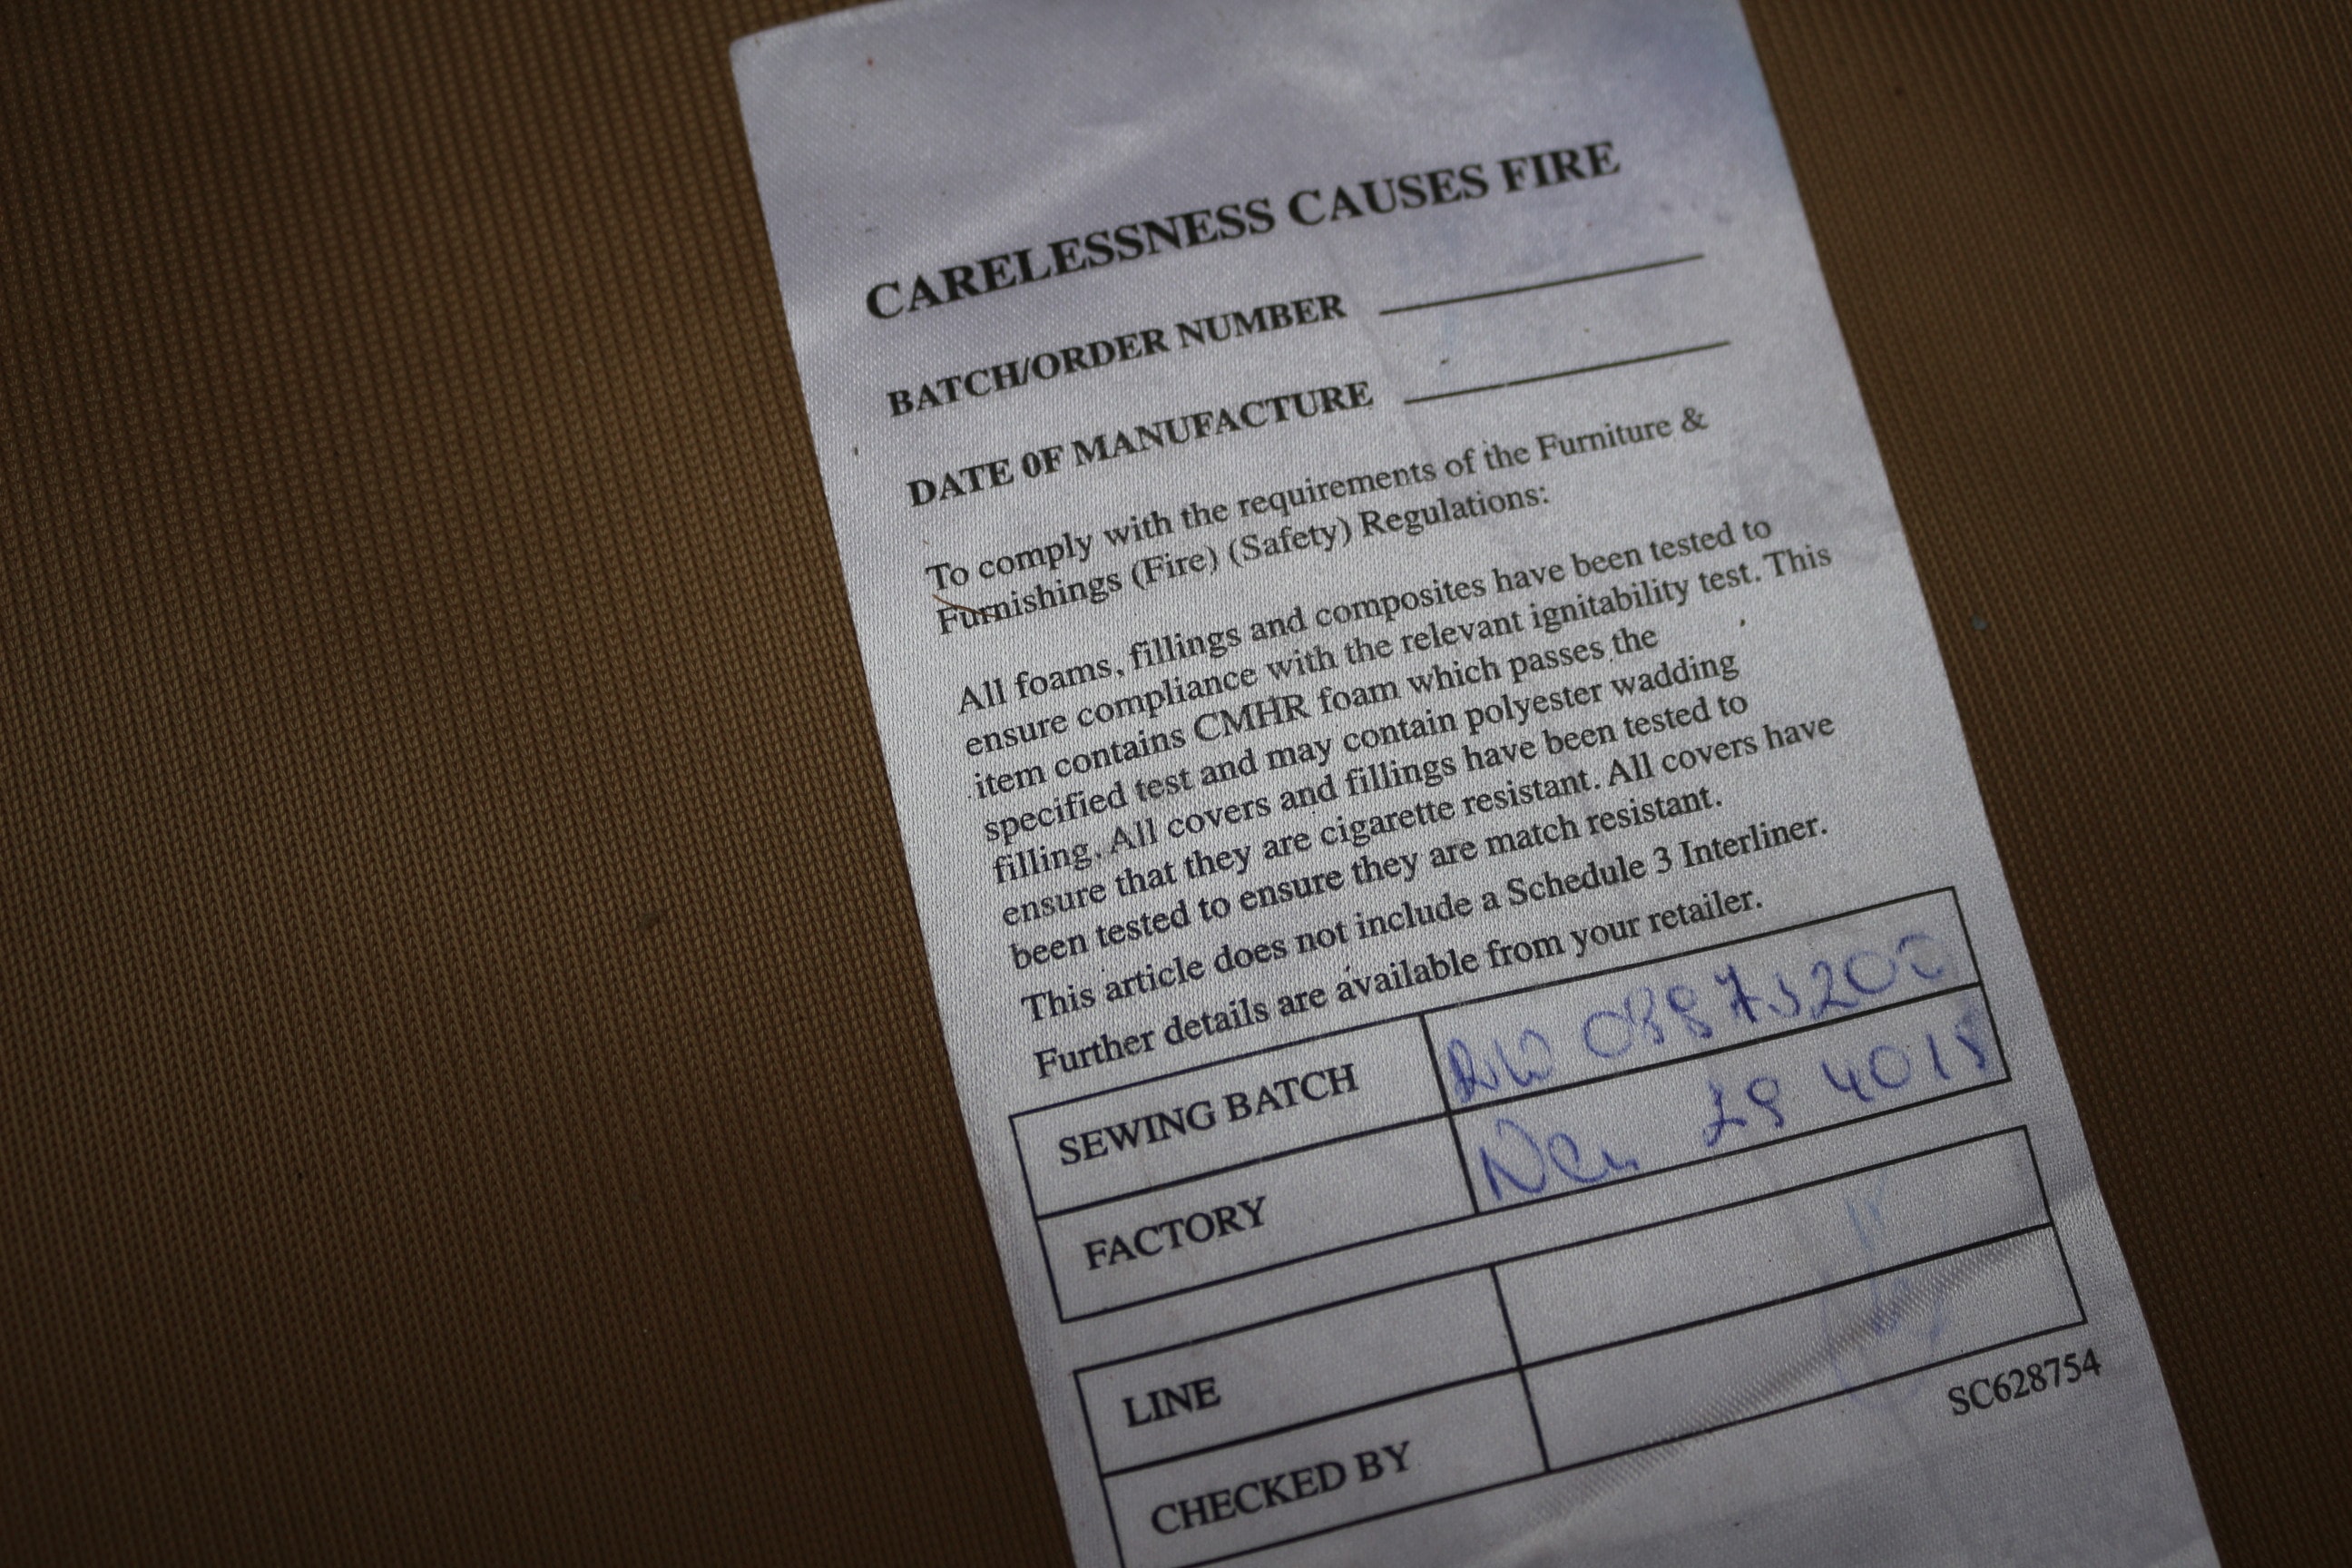 CARELESSNESS CAUSES FIRE
BATCH/ORDER NUMBER
DATE 0F MANUFACTURE
To comply with the requirements of the Furniture &
Furnishings (Fire) (Safety) Regulations:
All foams, fillings and composites have been tested to
ensure compliance with the relevant ignitability test. This
item contains CMHR foam which passes the
specified test and may contain polyester wadding
filling. All covers and fillings have been tested to
ensure that they are cigarette resistant. All covers have
been tested to ensure they are match resistant.
This article does not include a Schedule 3 Interliner.
Further details are available from your retailer.
SEWING BATCH
FACTORY
LINE
CHECKED BY
SC628754